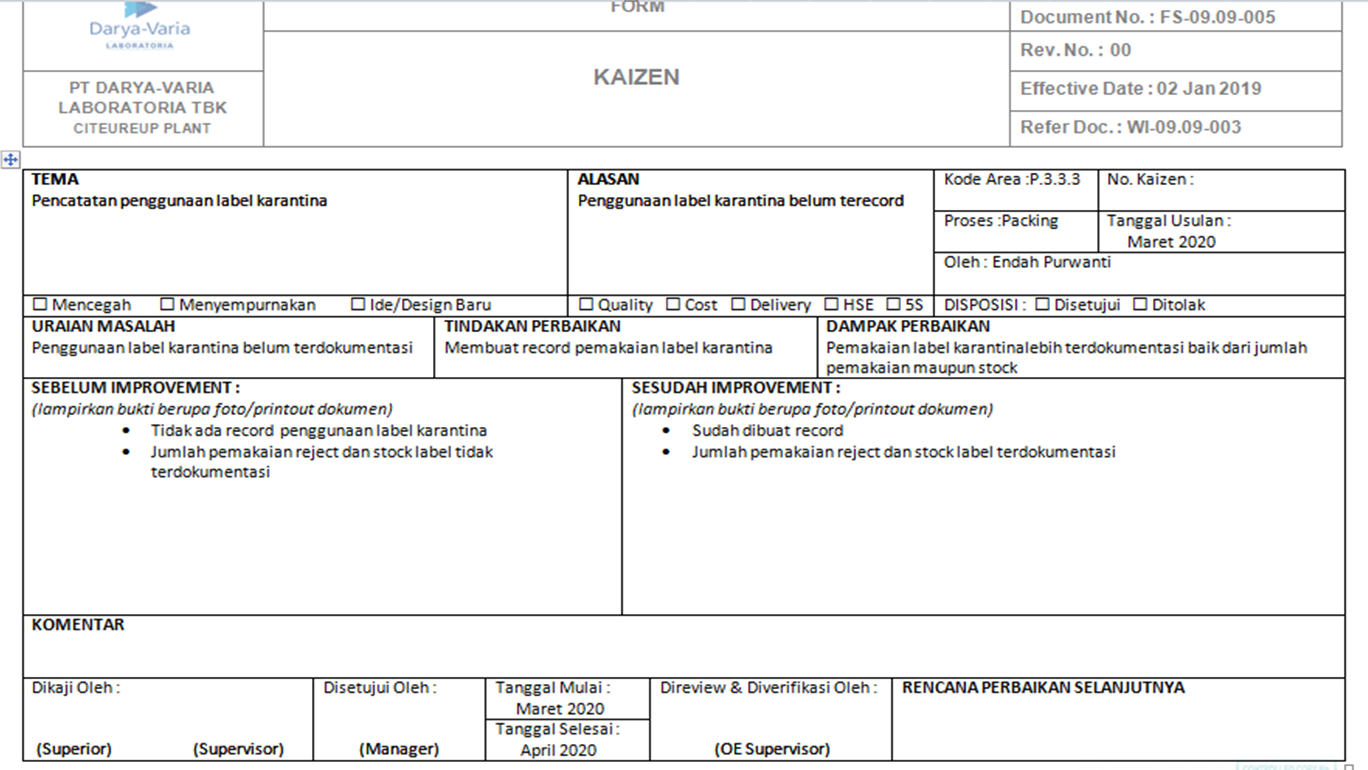 Darya-Varia
LABORATORIA
PT DARYA-VARIA
LABORATORIA TBK
CITEUREUP PLANT
FORM
KAIZEN
Document No. : FS-09.09-005
Rev. No. : 00
Effective Date : 02 Jan 2019
Refer Doc. : WI-09.09-003
TEMA
Pencatatan penggunaan label karantina
ALASAN
Penggunaan label karantina belum terecord
Kode Area :P.3.3.3
No. Kaizen :
Proses :Packing
Tanggal Usulan :
Maret 2020
Oleh : Endah Purwanti
☐ Mencegah ☐ Menyempurnakan ☐ Ide/Design Baru
☐ Quality ☐ Cost ☐ Delivery ☐ HSE ☐ 5S
DISPOSISI : ☐ Disetujui ☐ Ditolak
URAIAN MASALAH
Penggunaan label karantina belum terdokumentasi
TINDAKAN PERBAIKAN
Membuat record pemakaian label karantina
DAMPAK PERBAIKAN
Pemakaian label karantinalebih terdokumentasi baik dari jumlah
pemakaian maupun stock
SEBELUM IMPROVEMENT :
(lampirkan bukti berupa foto/printout dokumen)
• Tidak ada record penggunaan label karantina
• Jumlah pemakaian reject dan stock label tidak
terdokumentasi
SESUDAH IMPROVEMENT :
(lampirkan bukti berupa foto/printout dokumen)
• Sudah dibuat record
• Jumlah pemakaian reject dan stock label terdokumentasi
KOMENTAR
Dikaji Oleh :
(Superior) (Supervisor)
Disetujui Oleh :
(Manager)
Tanggal Mulai :
Maret 2020
Tanggal Selesai :
April 2020
Direview & Diverifikasi Oleh :
(OE Supervisor)
RENCANA PERBAIKAN SELANJUTNYA